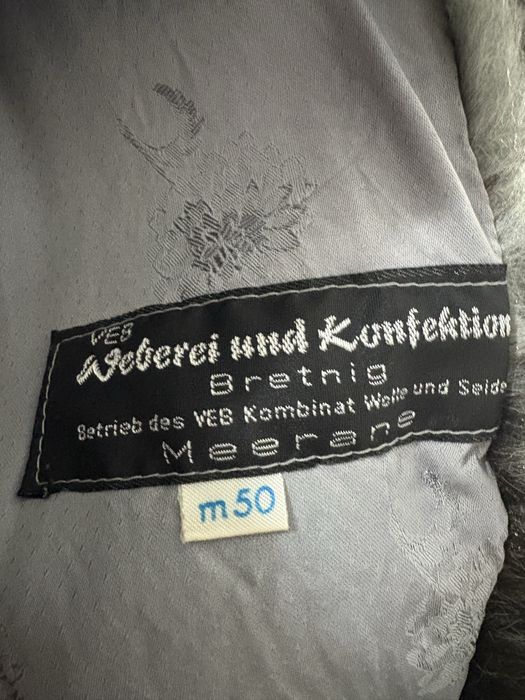 VEB
Weberei und Konfektion
Bretnig
Betrieb des VEB Kombinat Wolle und Seide
Meerane
m50